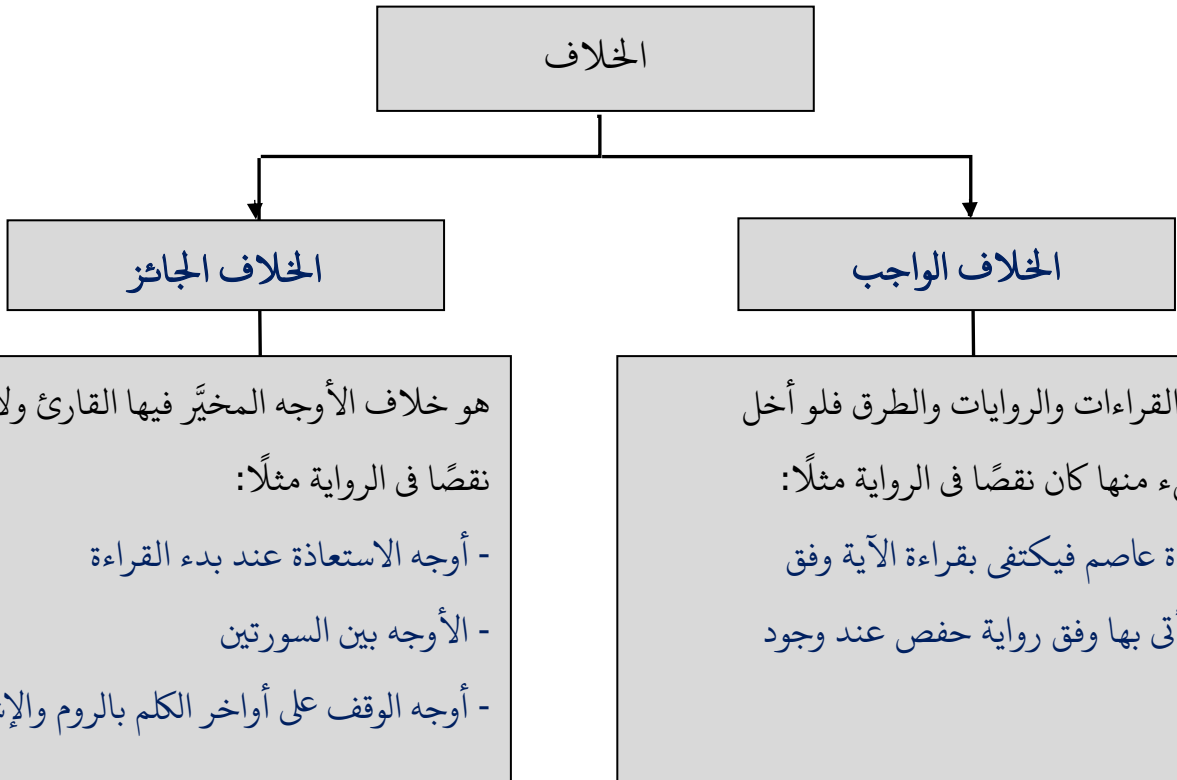 الخلاف
الخلاف الواجب
الخلاف الجائز
القراءات والروايات والطرق فلو أخل
منها كان نقصًا فى الرواية مثلًا:
عاصم فيكتفى بقراءة الآية وفق
بها وفق رواية حفص عند وجود
هو خلاف الأوجه المخيَّر فيها القارئ ولا
نقصًا فى الرواية مثلًا:
- أوجه الاستعاذة عند بدء القراءة
- الأوجه بين السورتين
- أوجه الوقف على أواخر الكلم بالروم